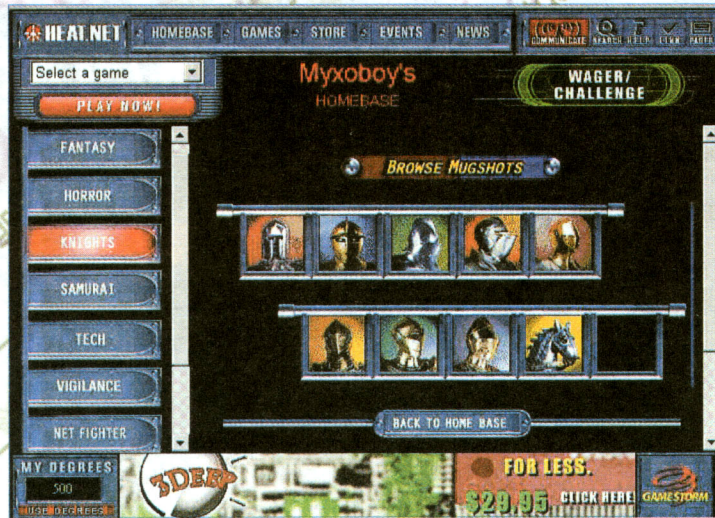 HEAT.NET
HOMEBASE GAMES STORE EVENTS NEWS
COMMUNICATE SEARCH HELP LINK PAGER
Select a game
PLAY NOW!
Myxoboy's
HOMEBASE
WAGER/
CHALLENGE
FANTASY
HORROR
KNIGHTS
SAMURAI
TECH
VIGILANCE
NET FIGHTER
BROWSE MUGSHOTS
BACK TO HOME BASE
MY DEGREES
500
USE DEGREES
3DEEP
FOR LESS.
$29.95 CLICK HERE
GAMESTORM